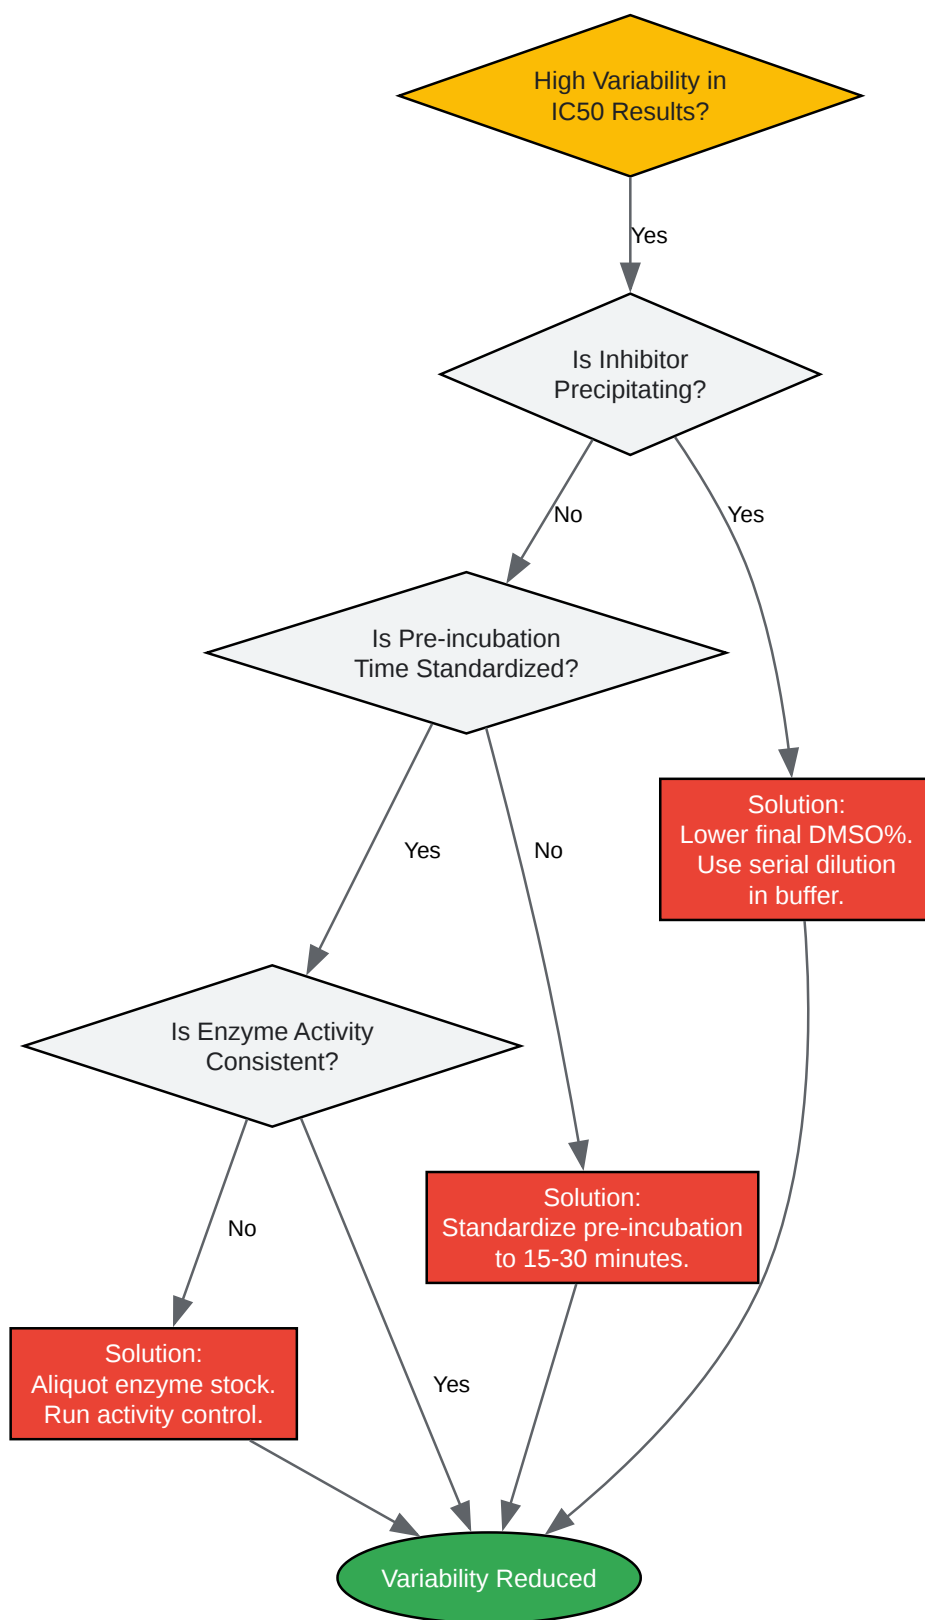 High Variability in
IC50 Results?
Yes
Is Inhibitor
Precipitating?
No
Yes
Is Pre-incubation
Time Standardized?
Solution:
Lower final DMSO%.
Use serial dilution
in buffer.
Yes
No
Is Enzyme Activity
Consistent?
Solution:
Standardize pre-incubation
to 15-30 minutes.
No
Solution:
Aliquot enzyme stock.
Run activity control.
Yes
Variability Reduced